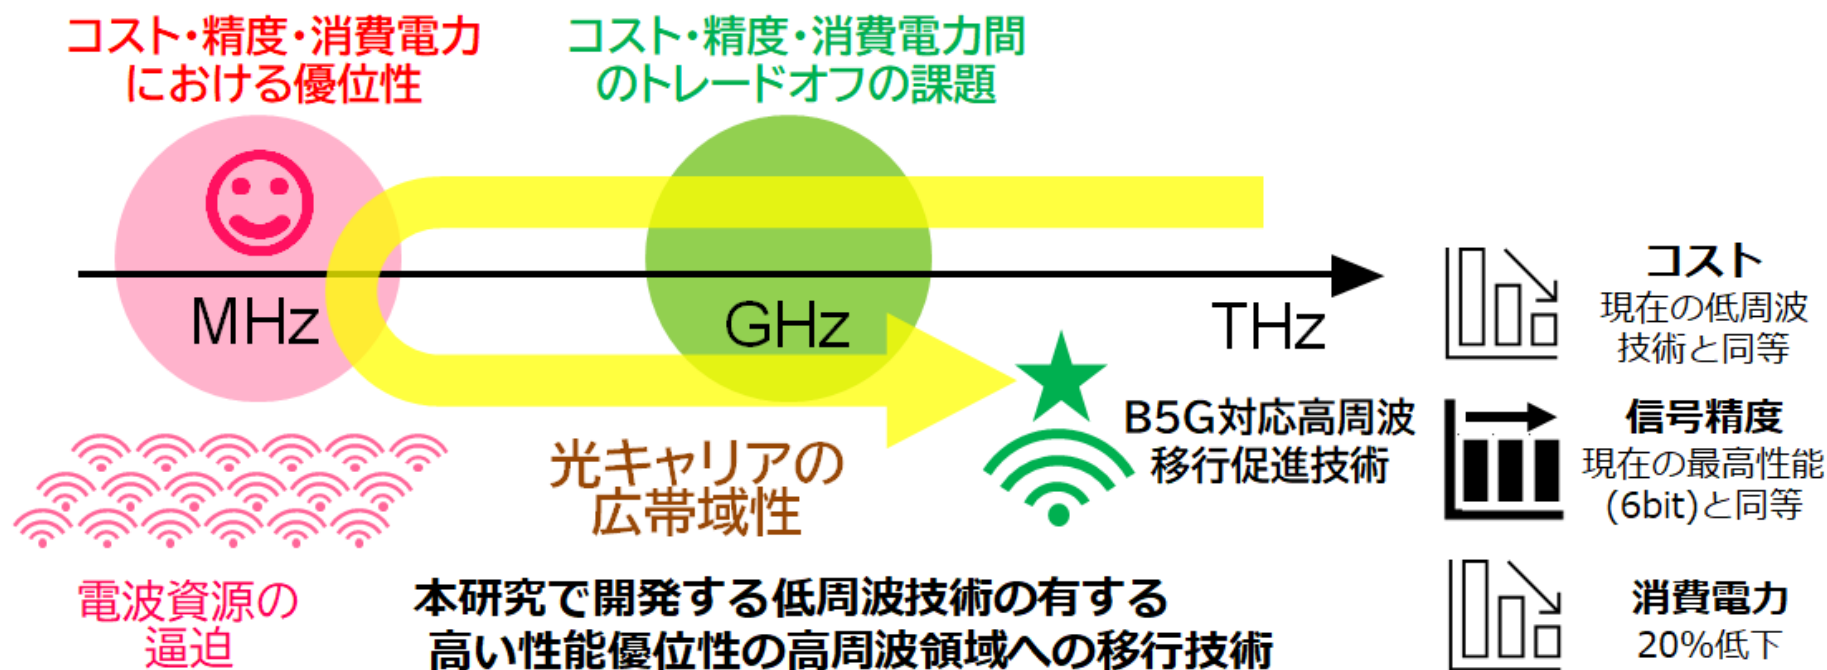 コスト・精度・消費電力
における優位性
コスト・精度・消費電力間
のトレードオフの課題
MHz
GHz
THz
電波資源の
逼迫
光キャリアの
広帯域性
B5G対応高周波
移行促進技術
本研究で開発する低周波技術の有する
高い性能優位性の高周波領域への移行技術
コスト
現在の低周波
技術と同等
信号精度
現在の最高性能
(6bit)と同等
消費電力
20%低下